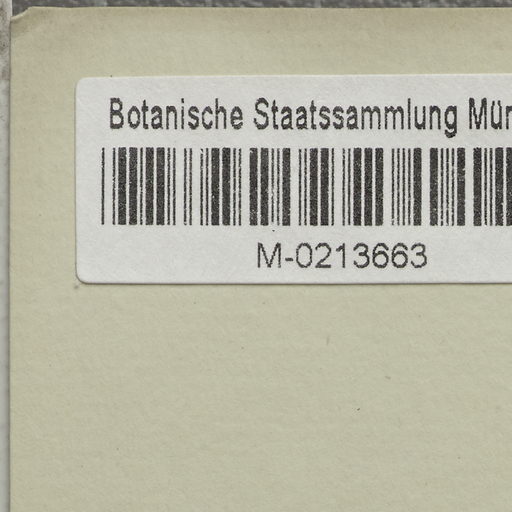 Botanische Staatssammlung Mün
M-0213663